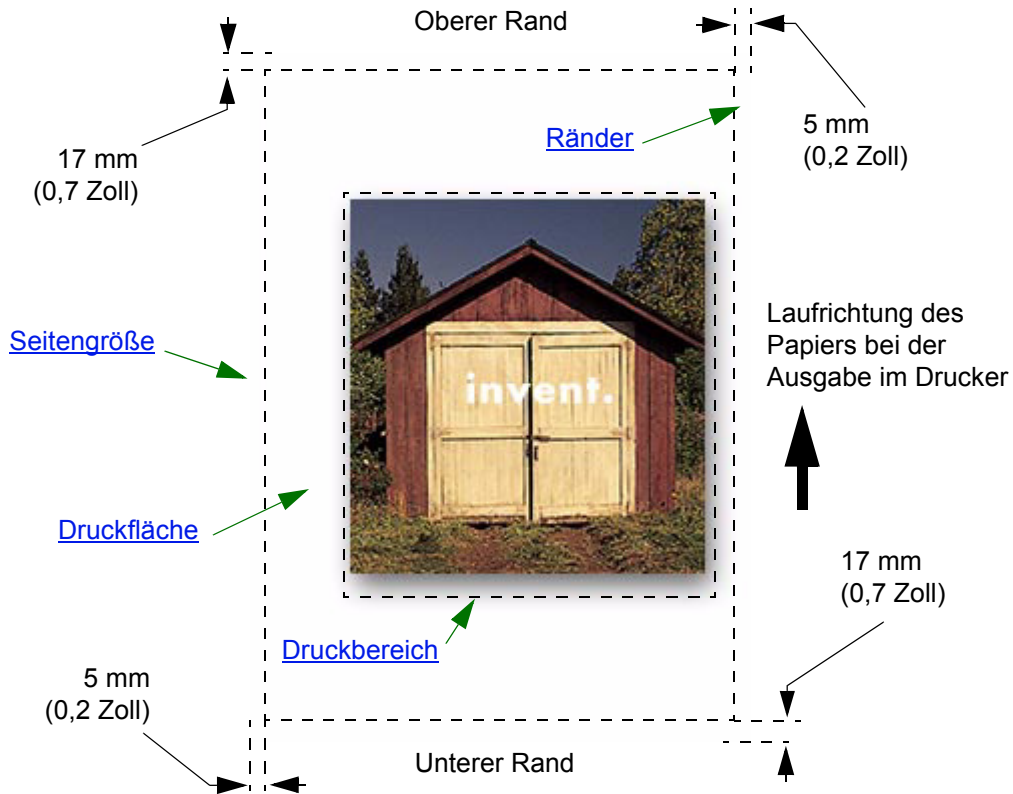 Oberer Rand
5 mm
(0,2 Zoll)
Ränder
17 mm
(0,7 Zoll)
Laufrichtung des
Papiers bei der
Ausgabe im Drucker
Seitengröße
invent.
Druckfläche
17 mm
(0,7 Zoll)
Druckbereich
5 mm
(0,2 Zoll)
Unterer Rand